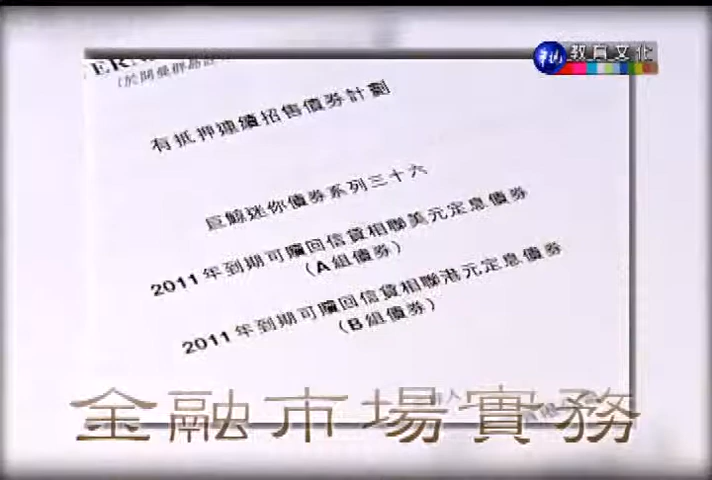 華視 教育文化
有抵押連續招售債券計劃
巨鯨迷你債券系列三十六
2011年到期可贖回信貸相聯美元定息債券
(A組債券)
2011年到期可贖回信貸相聯港元定息債券
(B組債券)
金融市場實務